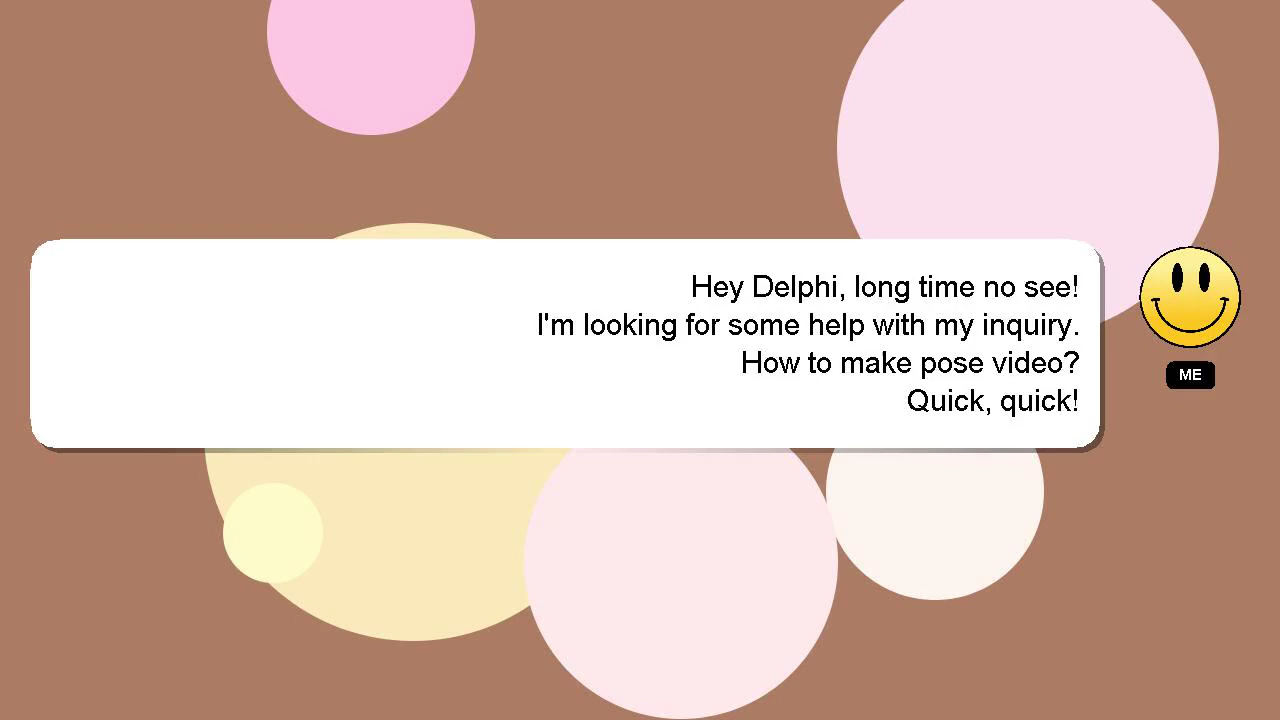 Hey Delphi, long time no see!
I'm looking for some help with my inquiry.
How to make pose video?
Quick, quick!
ME